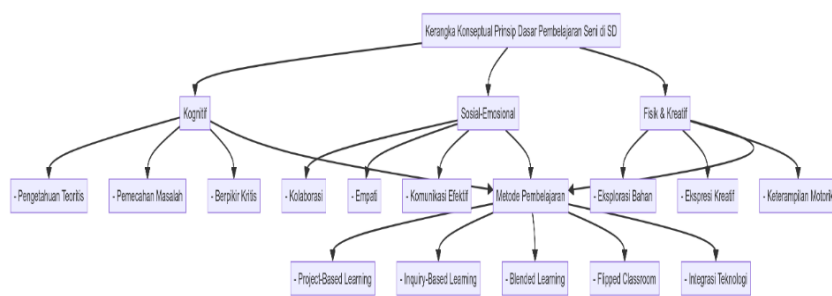 Kerangka Konseptual Prinsip Dasar Pembelajaran Seni di SD
Kognitif
Sosial-Emosional
Fisik & Kreatif
- Pengetahuan Teoritis
- Pemecahan Masalah
- Berpikir Kritis
- Kolaborasi
- Empati
- Komunikasi Efektif
Metode Pembelajaran
- Eksplorasi Bahan
- Ekspresi Kreatif
- Keterampilan Motorik
- Project-Based Learning
- Inquiry-Based Learning
- Blended Learning
- Flipped Classroom
- Integrasi Teknologi